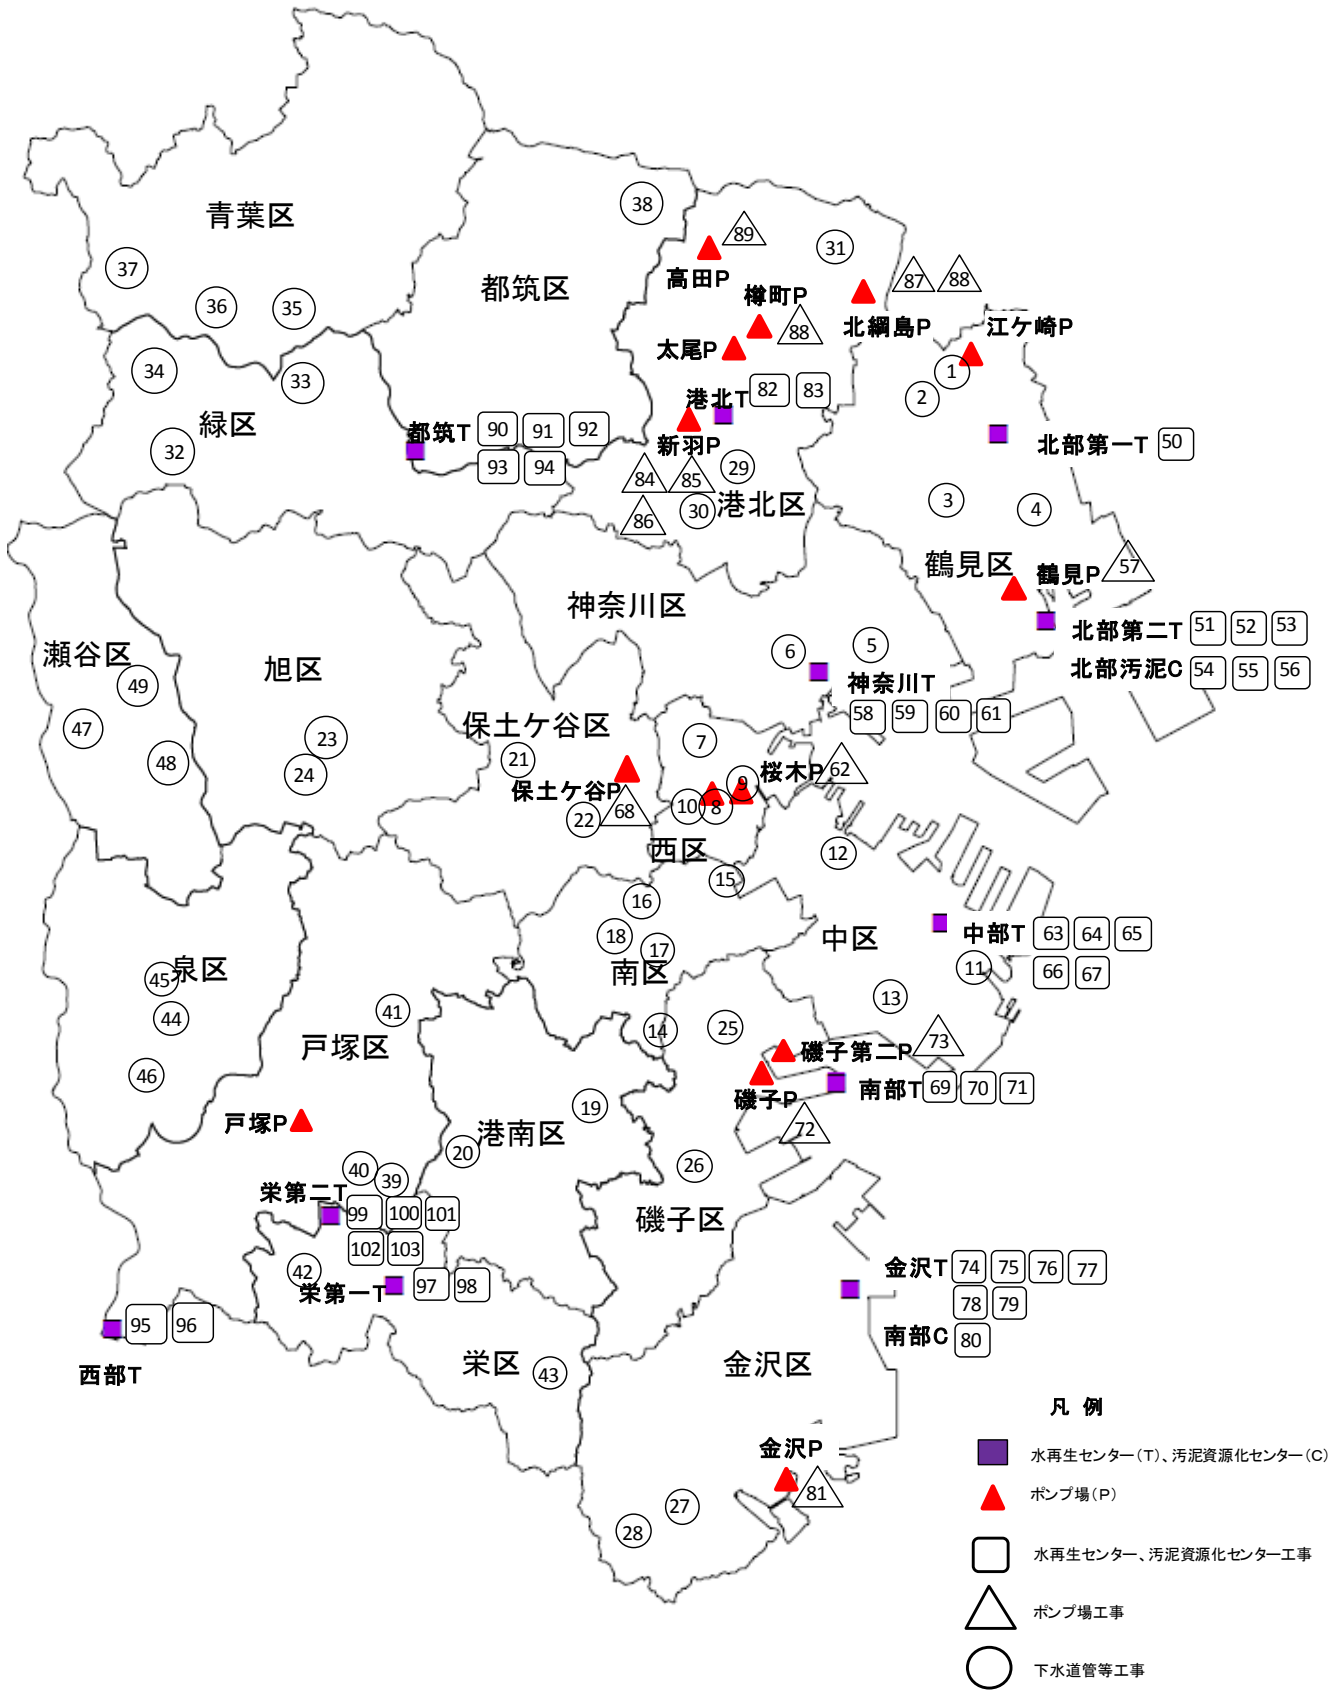 青葉区
38
89
31
37
高田P
87 88
都筑区
樽町P
36
35
88
北綱島P
江ケ崎P
太尾P
1
34
33
2
港北T
82 83
緑区
都筑T
90 91 92
新羽P
北部第一T
50
32
93 94
84 85
29
3
4
86
30
港北区
鶴見区
鶴見P
57
神奈川区
北部第二T
51 52 53
瀬谷区
旭区
6
5
北部汚泥C
54 55 56
49
神奈川T
58 59 60 61
47
23
保土ケ谷区
7
48
24
21
桜木P
62
保土ケ谷P
9
22
68
10 8
西区
12
15
16
18
17
中区
中部T
63 64 65
泉区
45
南区
11
66 67
44
41
13
戸塚区
14
25
73
磯子第二P
46
南部T
69 70 71
磯子P
戸塚P
19
港南区
72
20
40
39
26
栄第二T
99 100 101
磯子区
102 103
42
栄第一T
97 98
金沢T
74 75 76 77
78 79
95 96
南部C
80
西部T
栄区
43
金沢区
凡 例
金沢P
水再生センター(T)、汚泥資源化センター(C)
81
ポンプ場(P)
27
28
水再生センター、汚泥資源化センター工事
ポンプ場工事
下水道管等工事